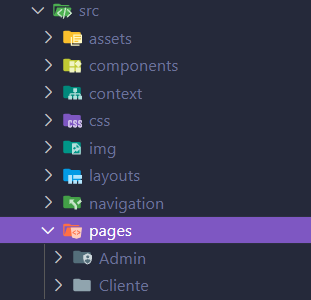 src
assets
components
context
css
img
layouts
navigation
pages
Admin
Cliente